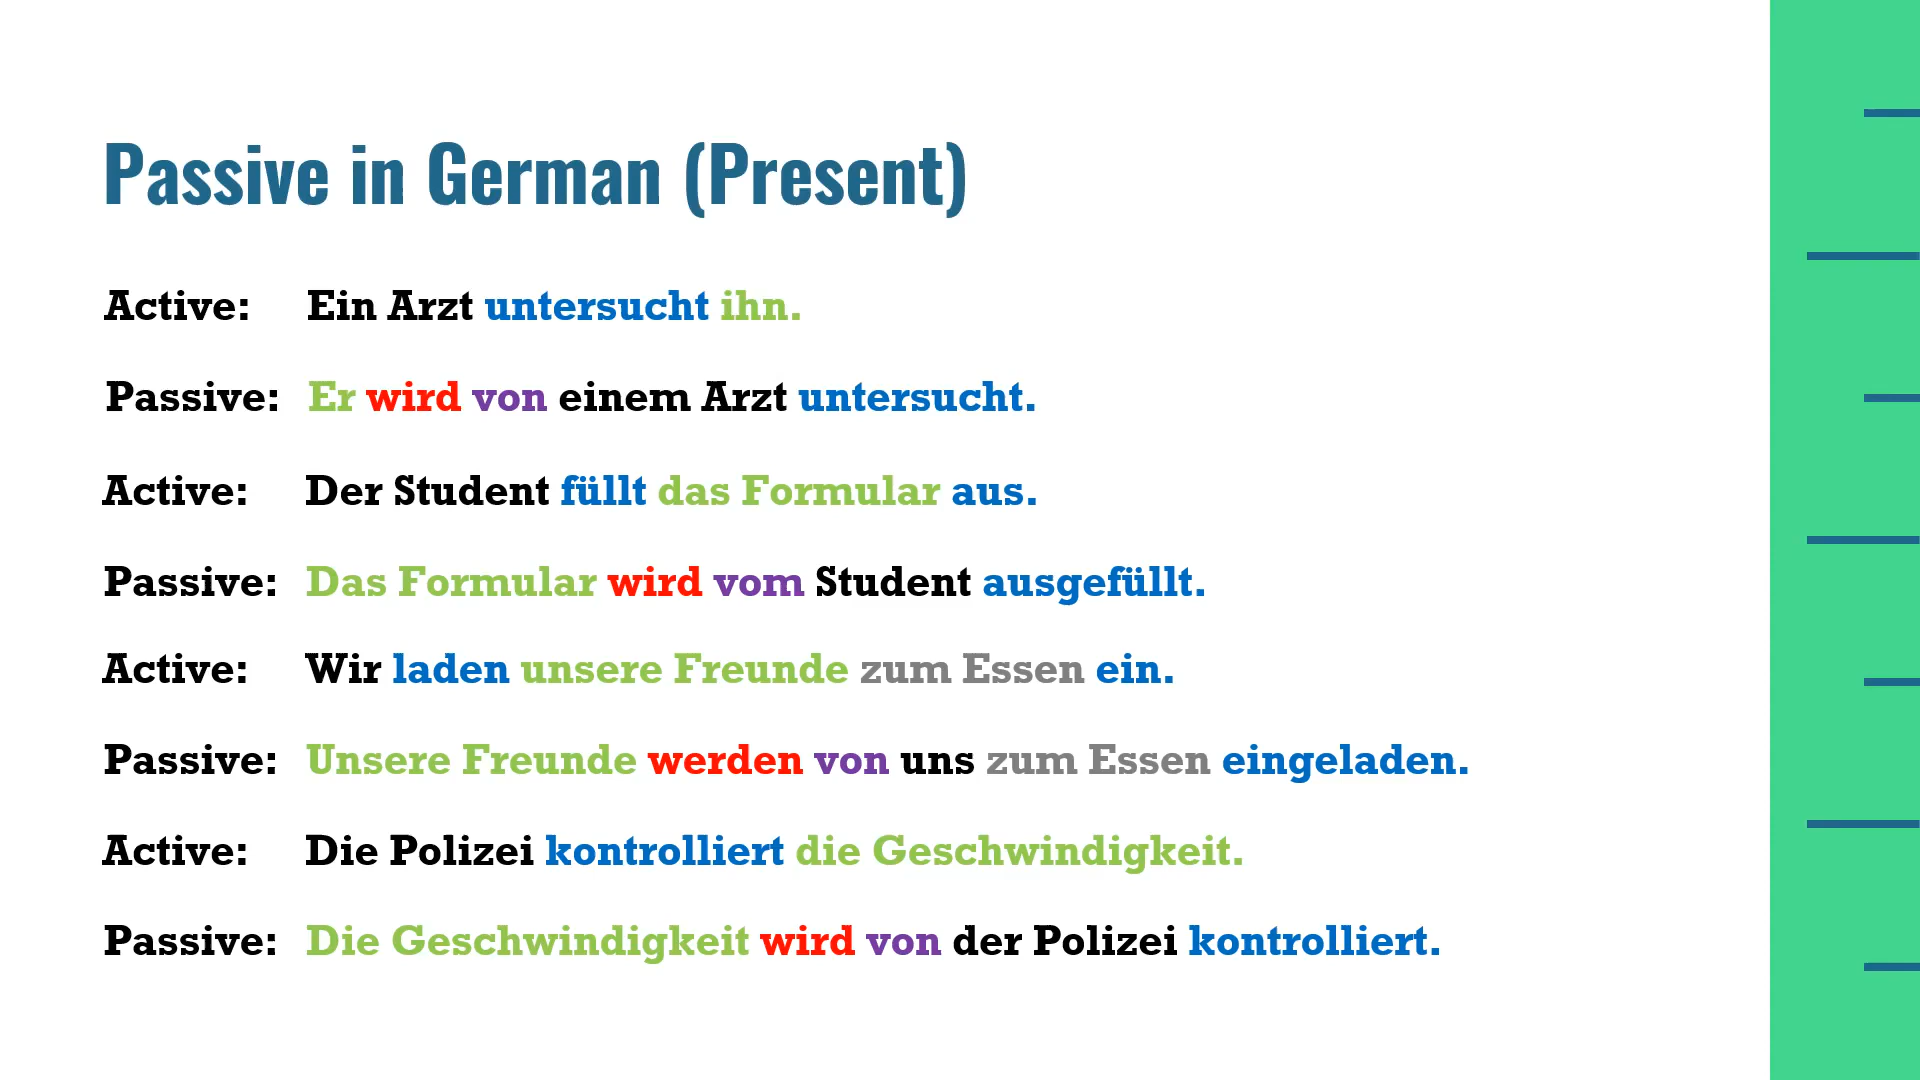 Passive in German (Present)
Active: Ein Arzt untersucht ihn.
Passive: Er wird von einem Arzt untersucht.
Active: Der Student füllt das Formular aus.
Passive: Das Formular wird vom Student ausgefüllt.
Active: Wir laden unsere Freunde zum Essen ein.
Passive: Unsere Freunde werden von uns zum Essen eingeladen.
Active: Die Polizei kontrolliert die Geschwindigkeit.
Passive: Die Geschwindigkeit wird von der Polizei kontrolliert.